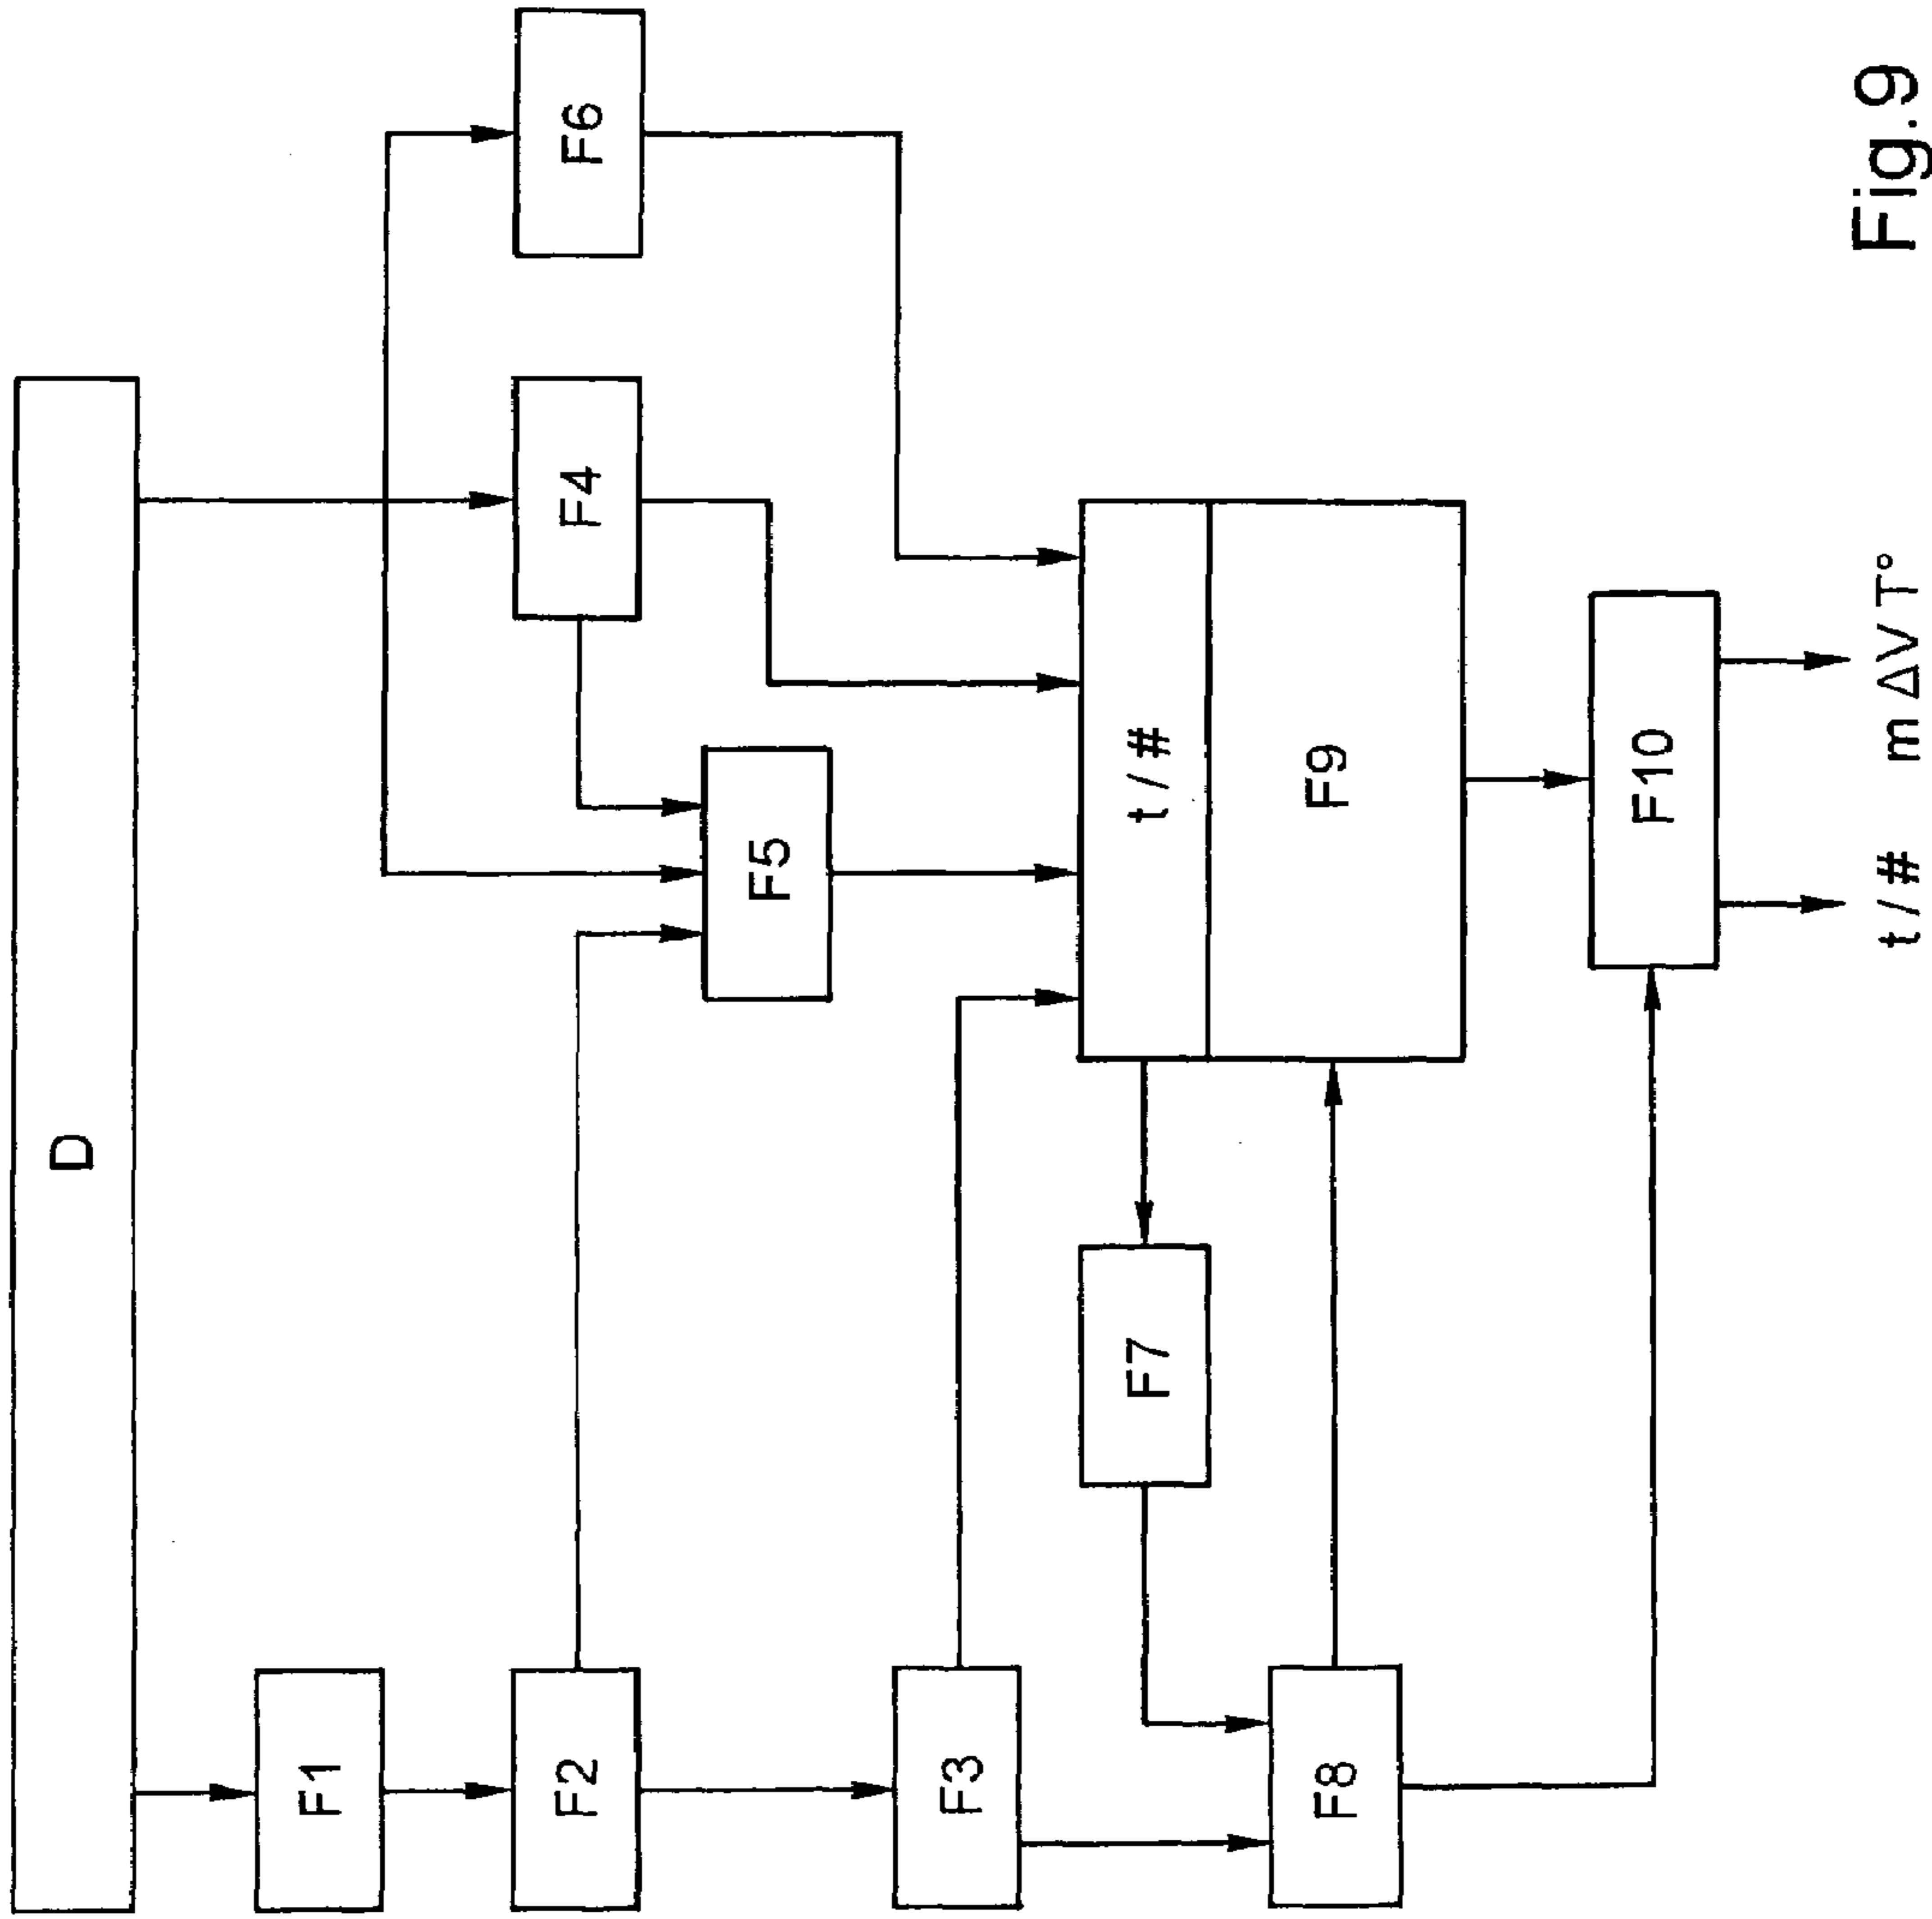 D
F1
F2
F4
F6
F5
F3
F7
t / #
F9
F8
F10
t / # m ΔV T°
Fig.9